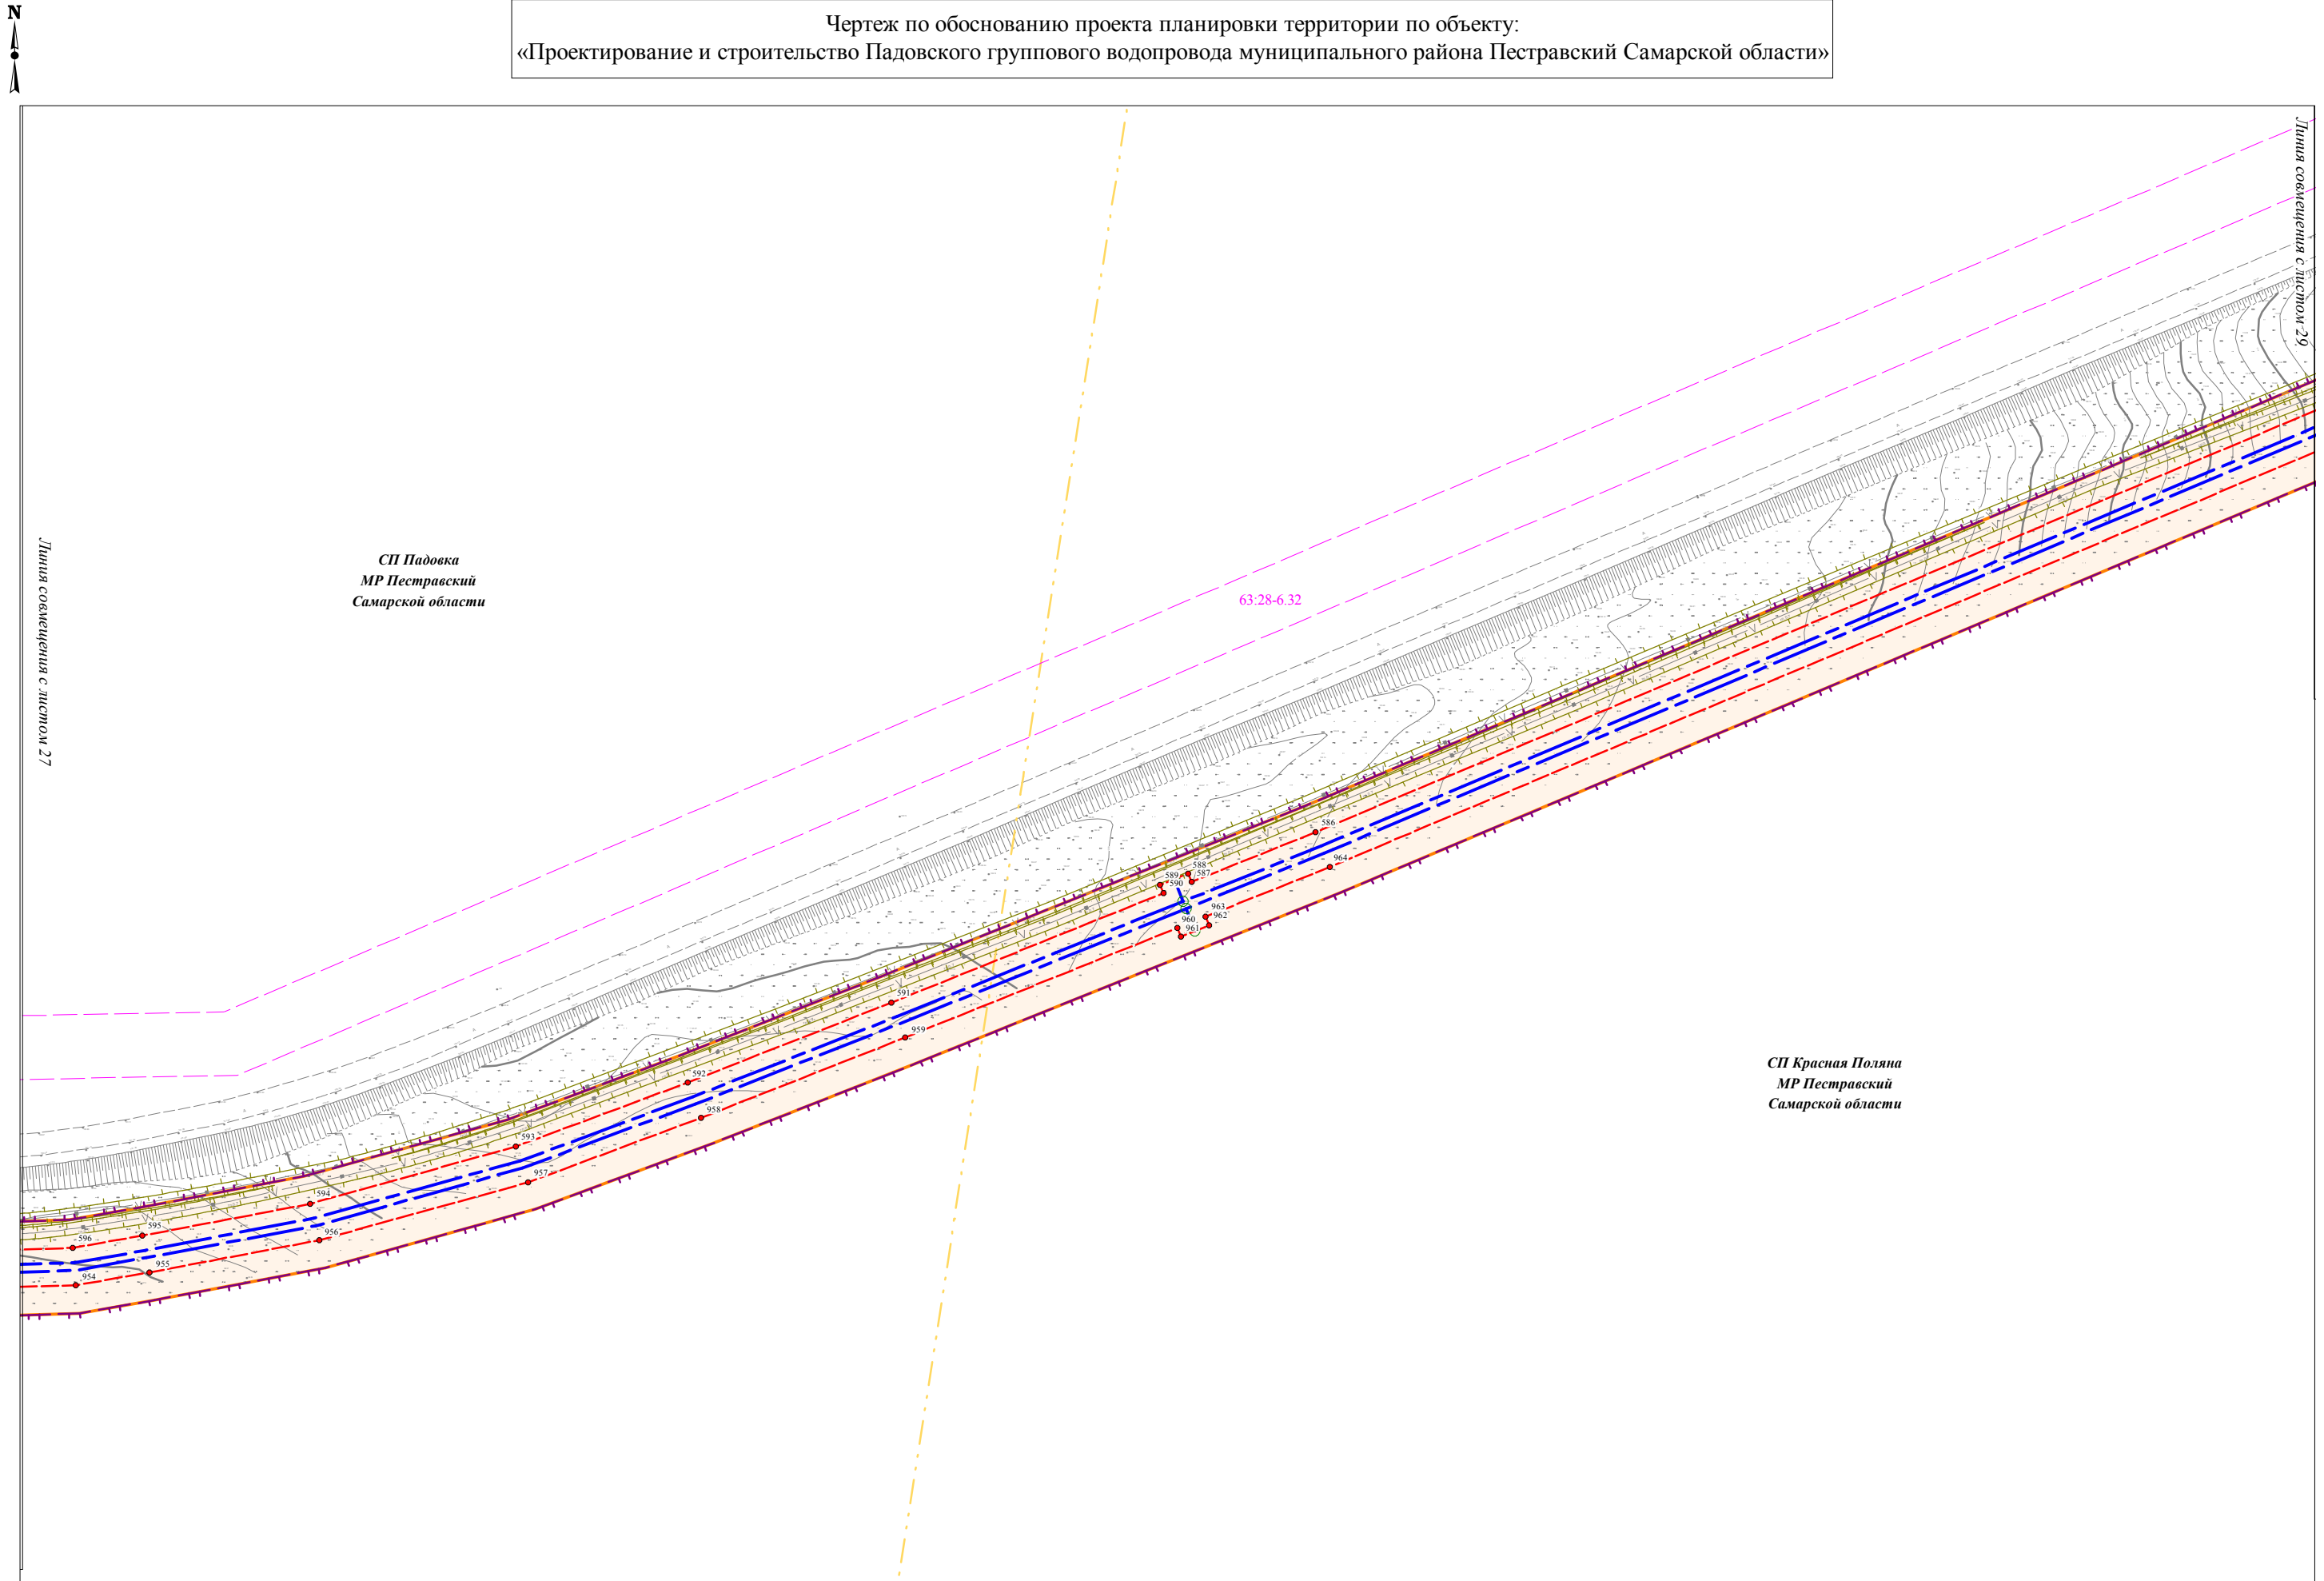 N
Чертеж по обоснованию проекта планировки территории по объекту:
«Проектирование и строительство Падовского группового водопровода муниципального района Пестравский Самарской области»
Линия совмещения с листом 29
Линия совмещения с листом 27
СП Падовка
МР Пестравский
Самарской области
63:28-6.32
586
964
588
587
589
590
963
962
960
961
591
959
592
958
593
957
594
956
595
955
596
954
СП Красная Поляна
МР Пестравский
Самарской области